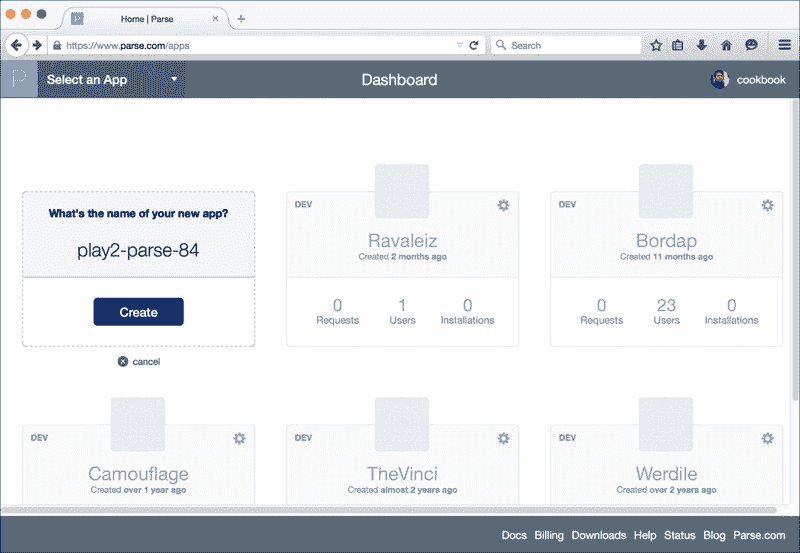 Home | Parse
https://www.parse.com/apps
Search
P
Select an App
Dashboard
cookbook
What's the name of your new app?
play2-parse-84
Create
cancel
DEV
Ravaleiz
Created 2 months ago
0 1 0
Requests Users Installations
DEV
Bordap
Created 11 months ago
0 23 0
Requests Users Installations
DEV
Camouflage
Created over 1 year ago
DEV
TheVinci
Created almost 2 years ago
DEV
Werdile
Created over 2 years ago
Docs Billing Downloads Help Status Blog Parse.com